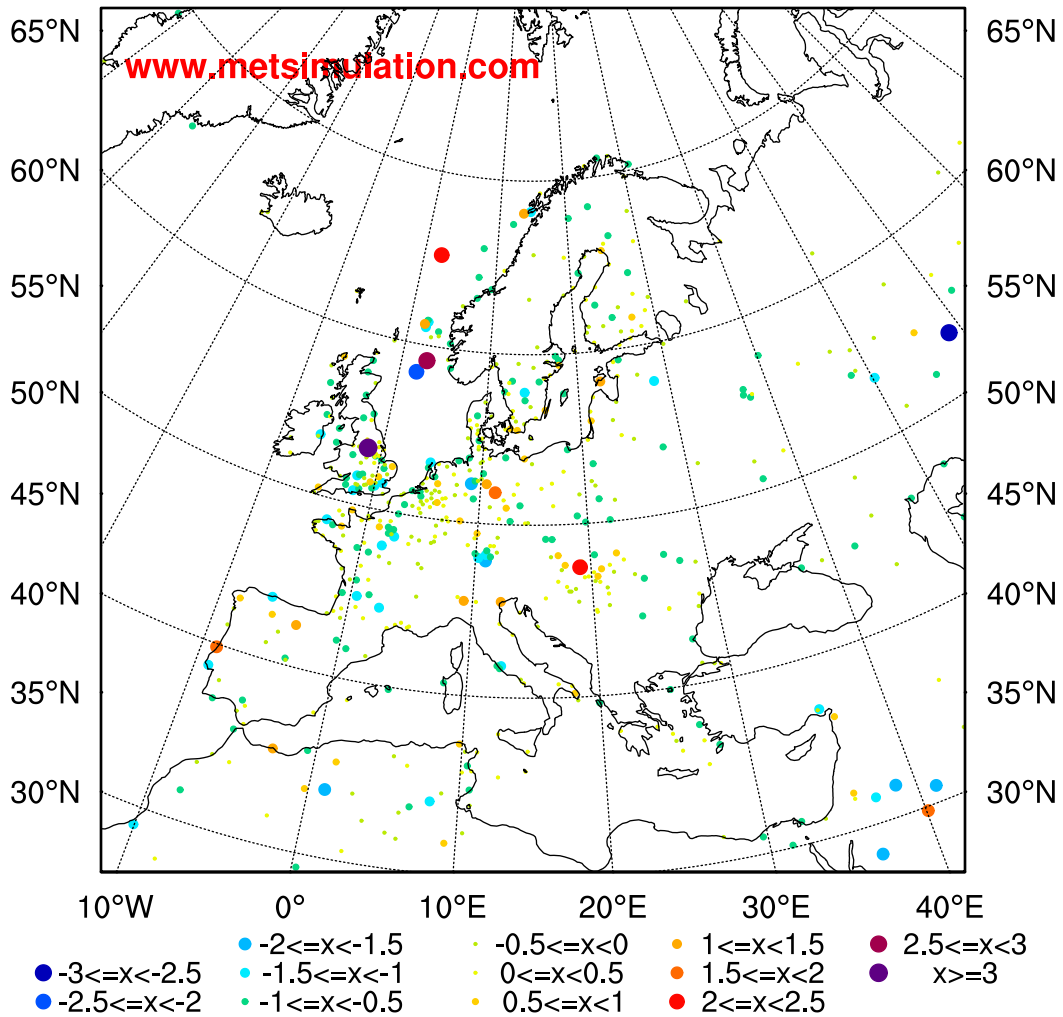 65°N 65°N
www.metsimulation.com
60°N 60°N
55°N 55°N
50°N 50°N
45°N 45°N
40°N 40°N
35°N 35°N
30°N 30°N
10°W 0° 10°E 20°E 30°E 40°E
-2<=x<-1.5 -0.5<=x<0 1<=x<1.5 2.5<=x<3
-3<=x<-2.5 -1.5<=x<-1 0<=x<0.5 1.5<=x<2 x>=3
-2.5<=x<-2 -1<=x<-0.5 0.5<=x<1 2<=x<2.5